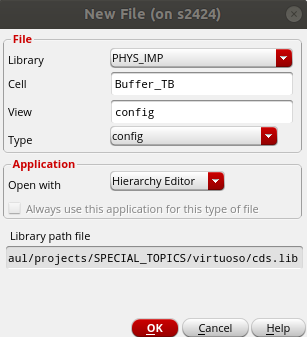 New File (on s2424)
File
Library PHYS_IMP
Cell Buffer_TB
View config
Type config
Application
Open with Hierarchy Editor
Always use this application for this type of file
Library path file
aul/projects/SPECIAL_TOPICS/virtuoso/cds.lib
OK Cancel Help